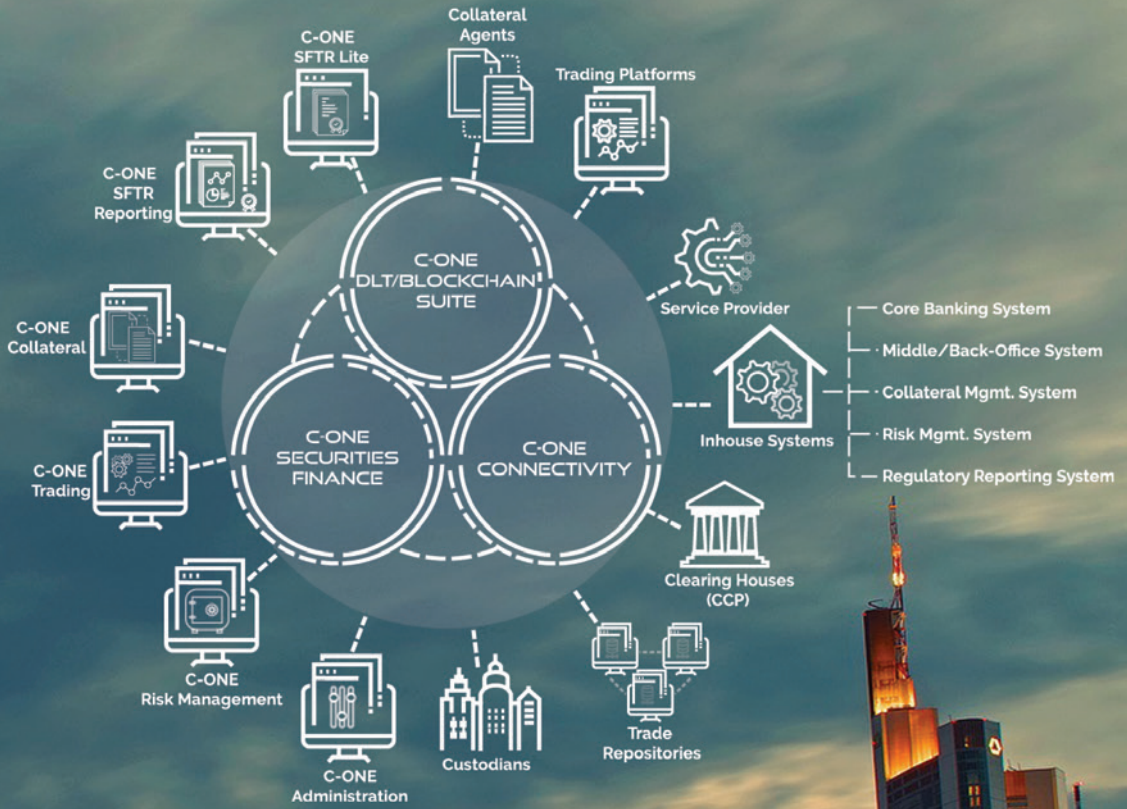 Collateral
Agents
C-ONE
SFTR Lite
Trading Platforms
C-ONE
SFTR
Reporting
C-ONE
DLT/BLOCKCHAIN
SUITE
Service Provider
C-ONE
Collateral
Core Banking System
Middle/Back-Office System
Collateral Mgmt. System
Risk Mgmt. System
Regulatory Reporting System
Inhouse Systems
C-ONE
SECURITIES
FINANCE
C-ONE
CONNECTIVITY
C-ONE
Trading
Clearing Houses
(CCP)
C-ONE
Risk Management
Trade
Repositories
Custodians
C-ONE
Administration